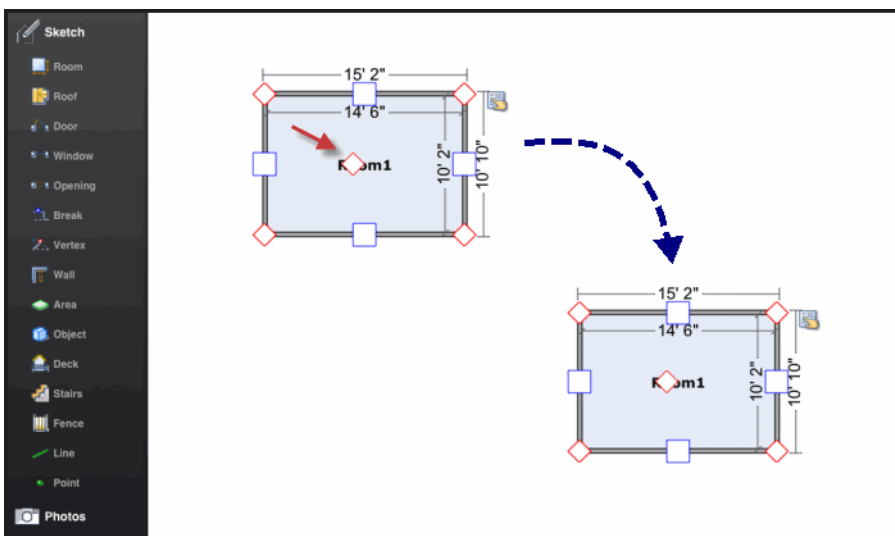 Sketch
Room
Roof
Door
Window
Opening
Break
Vertex
Wall
Area
Object
Deck
Stairs
Fence
Line
Point
Photos
15' 2"
14' 6"
10' 2"
10' 10"
Room1
15' 2"
14' 6"
10' 2"
10' 10"
Room1